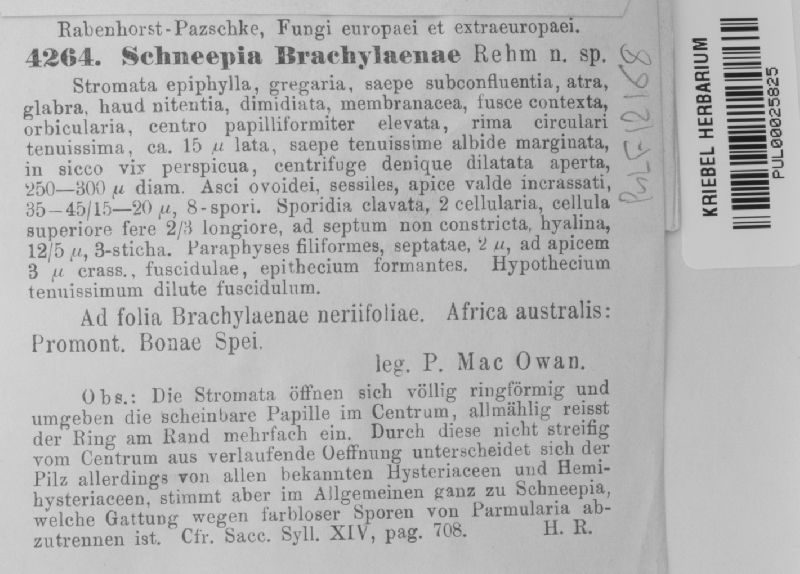 Rabenhorst-Pazschke, Fungi europaei et extraeuropaei.
4264. Schneepia Brachylaenae Rehm n. sp.
Stromata epiphylla, gregaria, saepe subconfluentia, atra,
glabra, haud nitentia, dimidiata, membranacea, fusce contexta,
orbicularia, centro papilliformiter elevata, rima circulari
tenuissima, ca. 15 μ lata, saepe tenuissime albide marginata,
in sicco vix perspicua, centrifuge denique dilatata aperta,
250—300 μ diam. Asci ovoidei, sessiles, apice valde incrassati,
35—45/15—20 μ, 8-spori. Sporidia clavata, 2 cellularia, cellula
superiore fere 2/3 longiore, ad septum non constricta, hyalina,
12/5 μ, 3-sticha. Paraphyses filiformes, septatae, 2 μ, ad apicem
3 μ crass., fuscidulae, epithecium formantes. Hypothecium
tenuissimum dilute fuscidulum.
Ad folia Brachylaenae neriifoliae. Africa australis:
Promont. Bonae Spei.
leg. P. Mac Owan.
Obs.: Die Stromata öffnen sich völlig ringförmig und
umgeben die scheinbare Papille im Centrum, allmählig reisst
der Ring am Rand mehrfach ein. Durch diese nicht streifig
vom Centrum aus verlaufende Oeffnung unterscheidet sich der
Pilz allerdings von allen bekannten Hysteriaceen und Hemi-
hysteriaceen, stimmt aber im Allgemeinen ganz zu Schneepia,
welche Gattung wegen farbloser Sporen von Parmularia ab-
zutrennen ist. Cfr. Sacc. Syll. XIV, pag. 708. H. R.
PUL F 12168
KRIEBEL HERBARIUM
PUL00025825